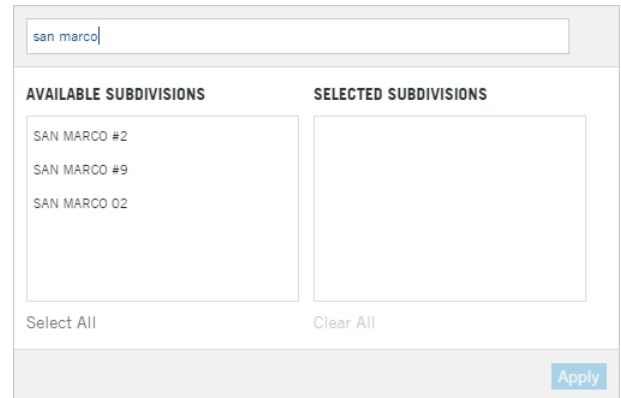 san marco
AVAILABLE SUBDIVISIONS
SELECTED SUBDIVISIONS
SAN MARCO #2
SAN MARCO #9
SAN MARCO 02
Select All
Clear All
Apply